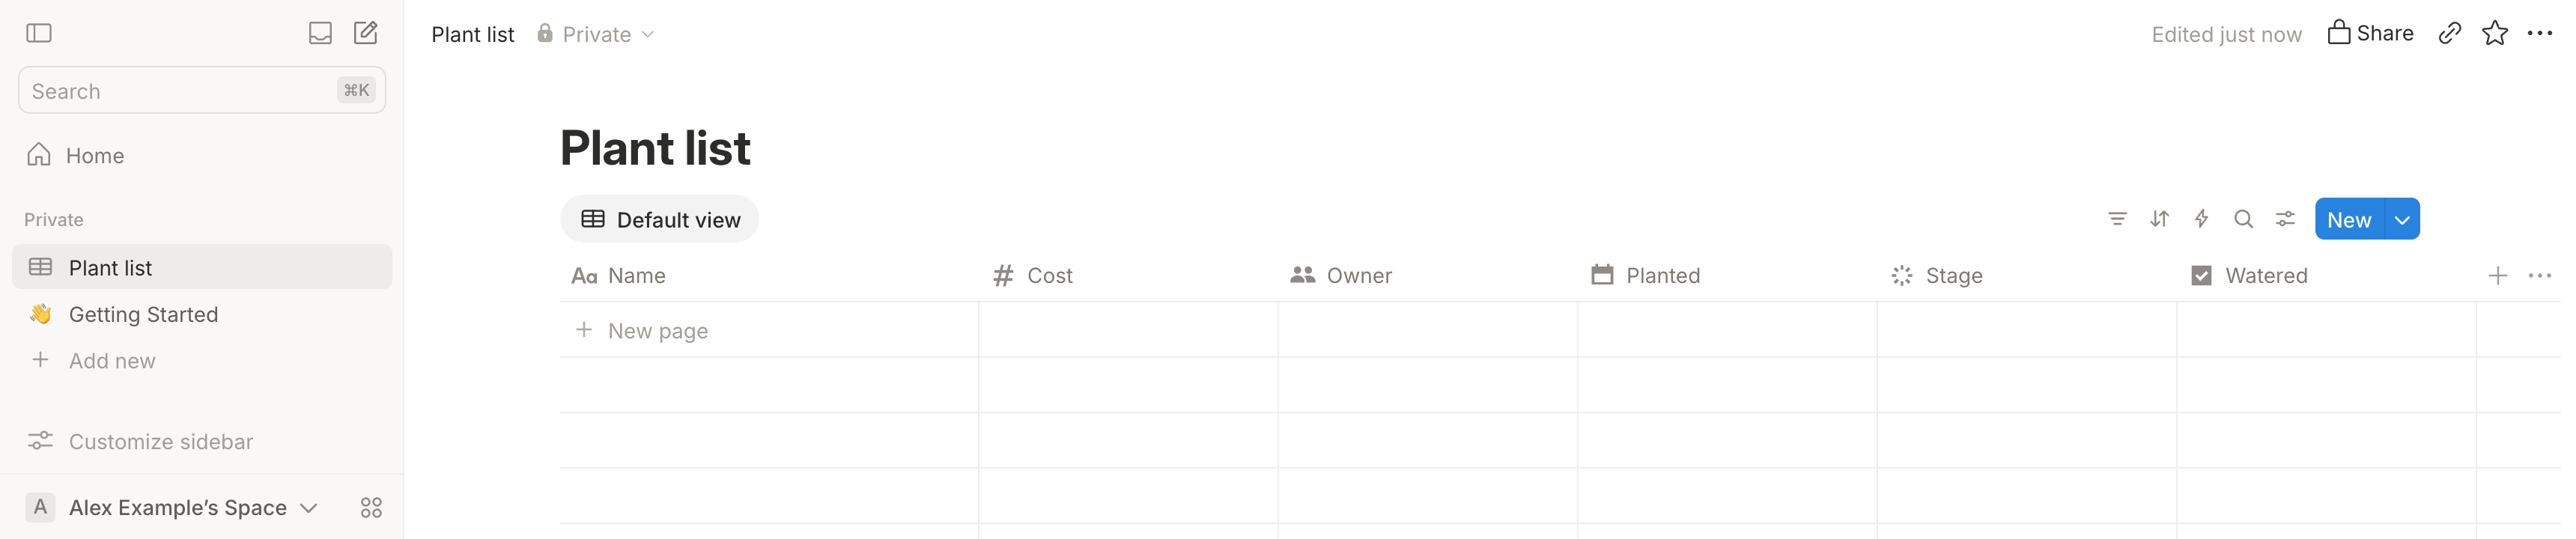 Plant list Private Edited just now Share
Search ⌘K
Home
Private
Plant list
Getting Started
Add new
Customize sidebar
A Alex Example's Space
Plant list
Default view New
Aa Name # Cost Owner Planted Stage Watered
New page